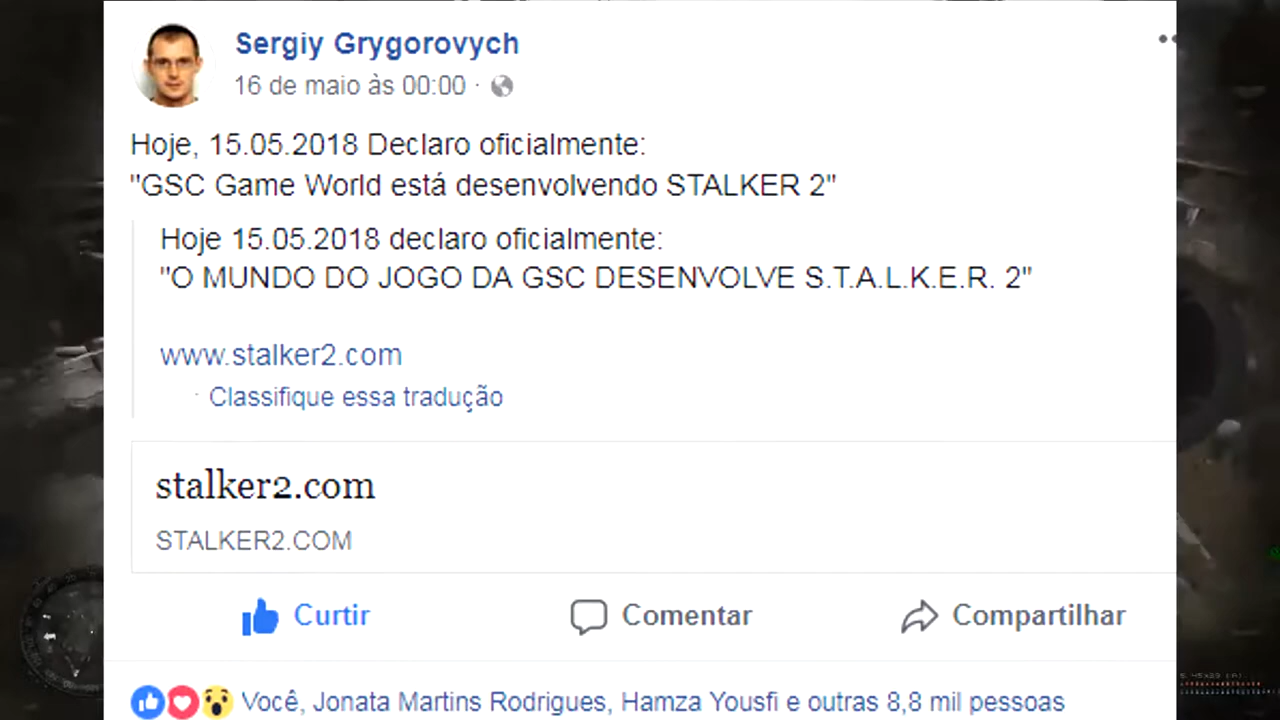 Sergiy Grygorovych
16 de maio às 00:00 ·
Hoje, 15.05.2018 Declaro oficialmente:
"GSC Game World está desenvolvendo STALKER 2"
Hoje 15.05.2018 declaro oficialmente:
"O MUNDO DO JOGO DA GSC DESENVOLVE S.T.A.L.K.E.R. 2"
www.stalker2.com
· Classifique essa tradução
stalker2.com
STALKER2.COM
Curtir Comentar Compartilhar
Você, Jonata Martins Rodrigues, Hamza Yousfi e outras 8,8 mil pessoas